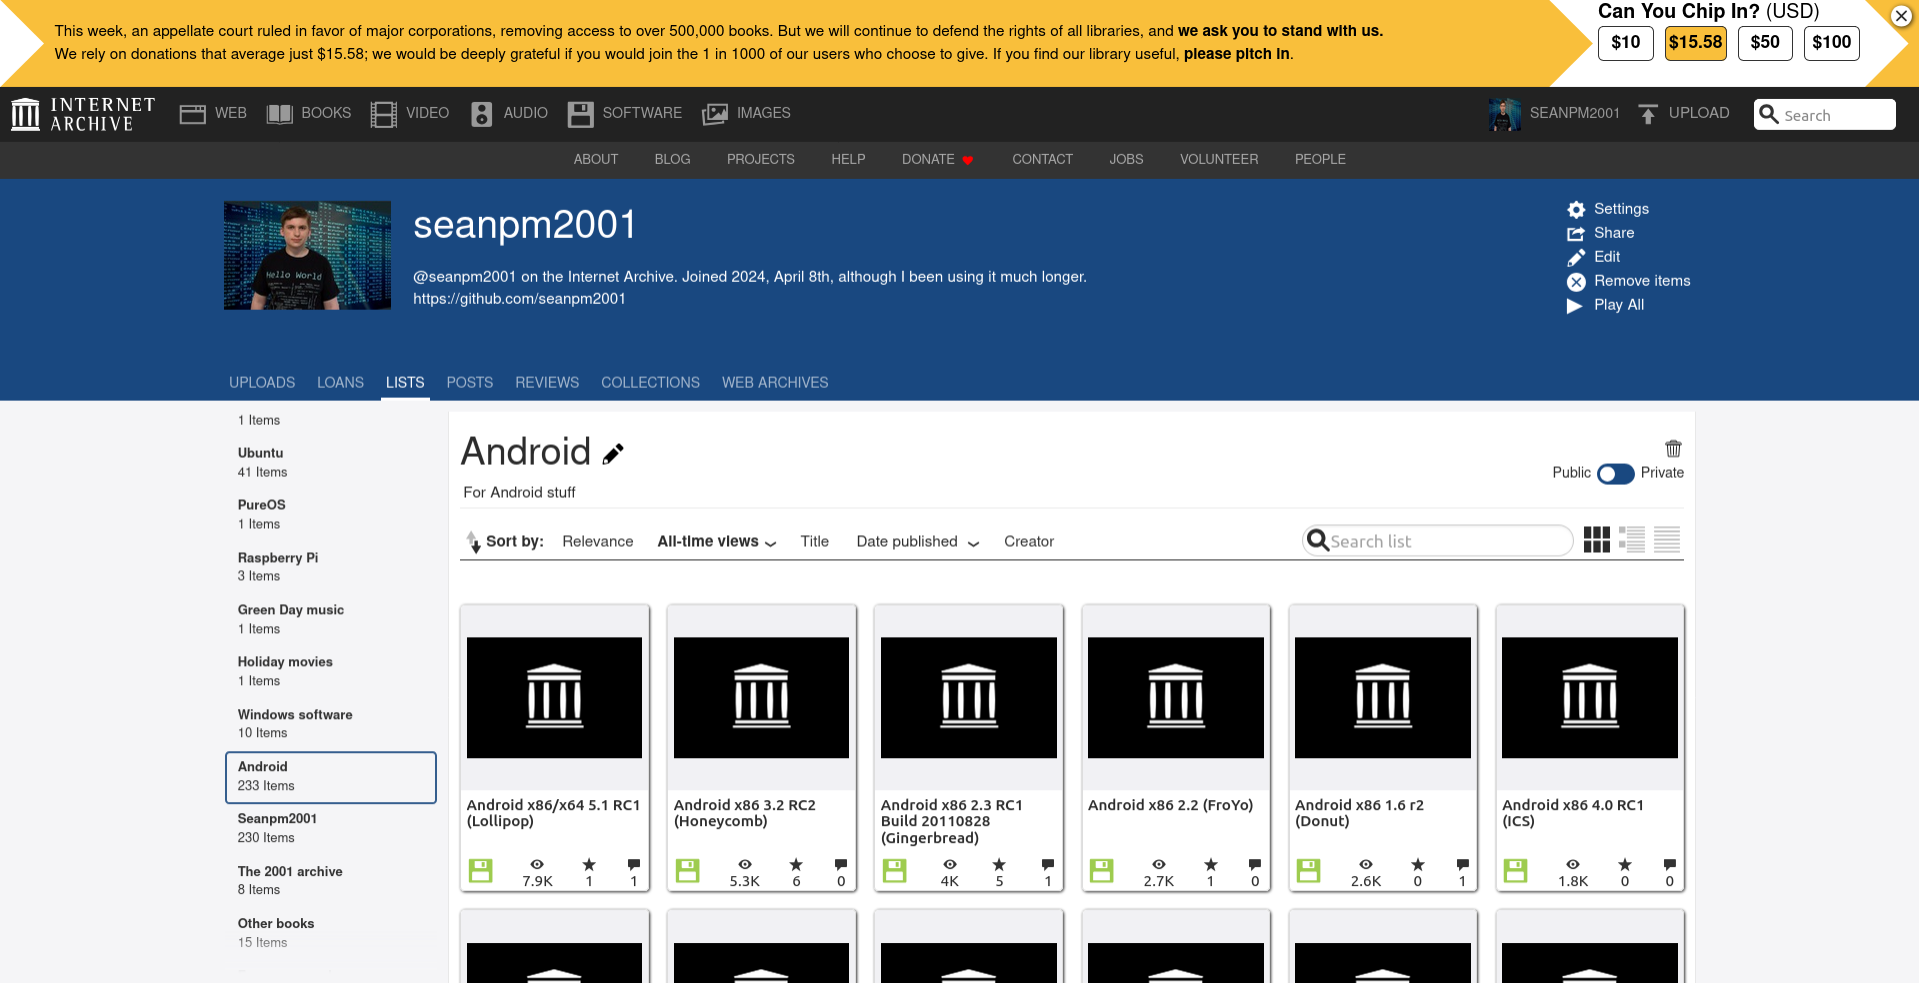 This week, an appellate court ruled in favor of major corporations, removing access to over 500,000 books. But we will continue to defend the rights of all libraries, and we ask you to stand with us.
We rely on donations that average just $15.58; we would be deeply grateful if you would join the 1 in 1000 of our users who choose to give. If you find our library useful, please pitch in.
Can You Chip In? (USD)
$10 $15.58 $50 $100
INTERNET ARCHIVE
WEB BOOKS VIDEO AUDIO SOFTWARE IMAGES SEANPM2001 UPLOAD Search
ABOUT BLOG PROJECTS HELP DONATE CONTACT JOBS VOLUNTEER PEOPLE
Hello World
seanpm2001
@seanpm2001 on the Internet Archive. Joined 2024, April 8th, although I been using it much longer.
https://github.com/seanpm2001
Settings
Share
Edit
Remove items
Play All
UPLOADS LOANS LISTS POSTS REVIEWS COLLECTIONS WEB ARCHIVES
1 Items
Ubuntu
41 Items
PureOS
1 Items
Raspberry Pi
3 Items
Green Day music
1 Items
Holiday movies
1 Items
Windows software
10 Items
Android
233 Items
Seanpm2001
230 Items
The 2001 archive
8 Items
Other books
15 Items
Android
For Android stuff
Public Private
Sort by: Relevance All-time views Title Date published Creator Search list
Android x86/x64 5.1 RC1
(Lollipop)
7.9K 1 1
Android x86 3.2 RC2
(Honeycomb)
5.3K 6 0
Android x86 2.3 RC1
Build 20110828
(Gingerbread)
4K 5 1
Android x86 2.2 (FroYo)
2.7K 1 0
Android x86 1.6 r2
(Donut)
2.6K 0 1
Android x86 4.0 RC1
(ICS)
1.8K 0 0